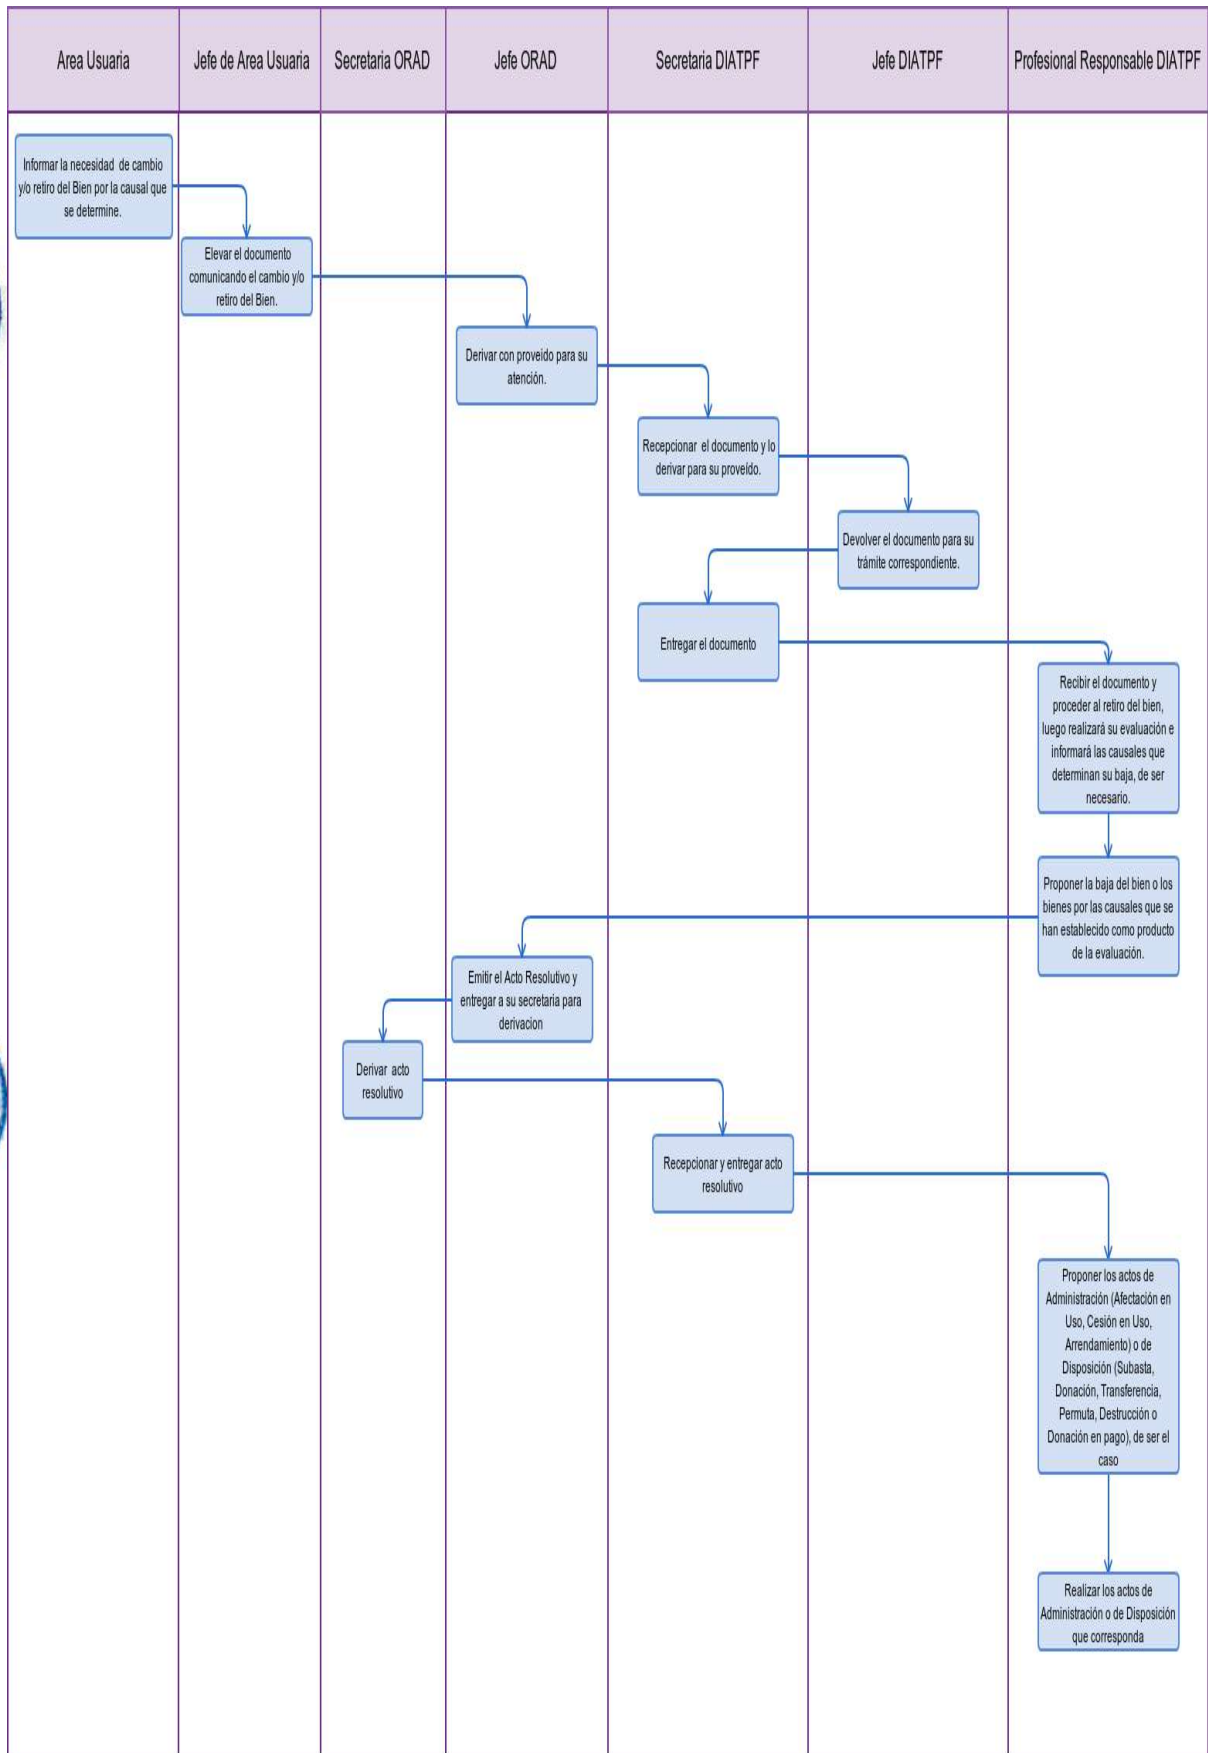 Area Usuaria
Jefe de Area Usuaria
Secretaria ORAD
Jefe ORAD
Secretaria DIATPF
Jefe DIATPF
Profesional Responsable DIATPF
Informar la necesidad de cambio
y/o retiro del Bien por la causal que
se determine.
Elevar el documento
comunicando el cambio y/o
retiro del Bien.
Derivar con proveido para su
atención.
Recepcionar el documento y lo
derivar para su proveído.
Devolver el documento para su
trámite correspondiente.
Entregar el documento
Recibir el documento y
proceder al retiro del bien,
luego realizará su evaluación e
informará las causales que
determinan su baja, de ser
necesario.
Proponer la baja del bien o los
bienes por las causales que se
han establecido como producto
de la evaluación.
Emitir el Acto Resolutivo y
entregar a su secretaria para
derivacion
Derivar acto
resolutivo
Recepcionar y entregar acto
resolutivo
Proponer los actos de
Administración (Afectación en
Uso, Cesión en Uso,
Arrendamiento) o de
Disposición (Subasta,
Donación, Transferencia,
Permuta, Destrucción o
Donación en pago), de ser el
caso
Realizar los actos de
Administración o de Disposición
que corresponda